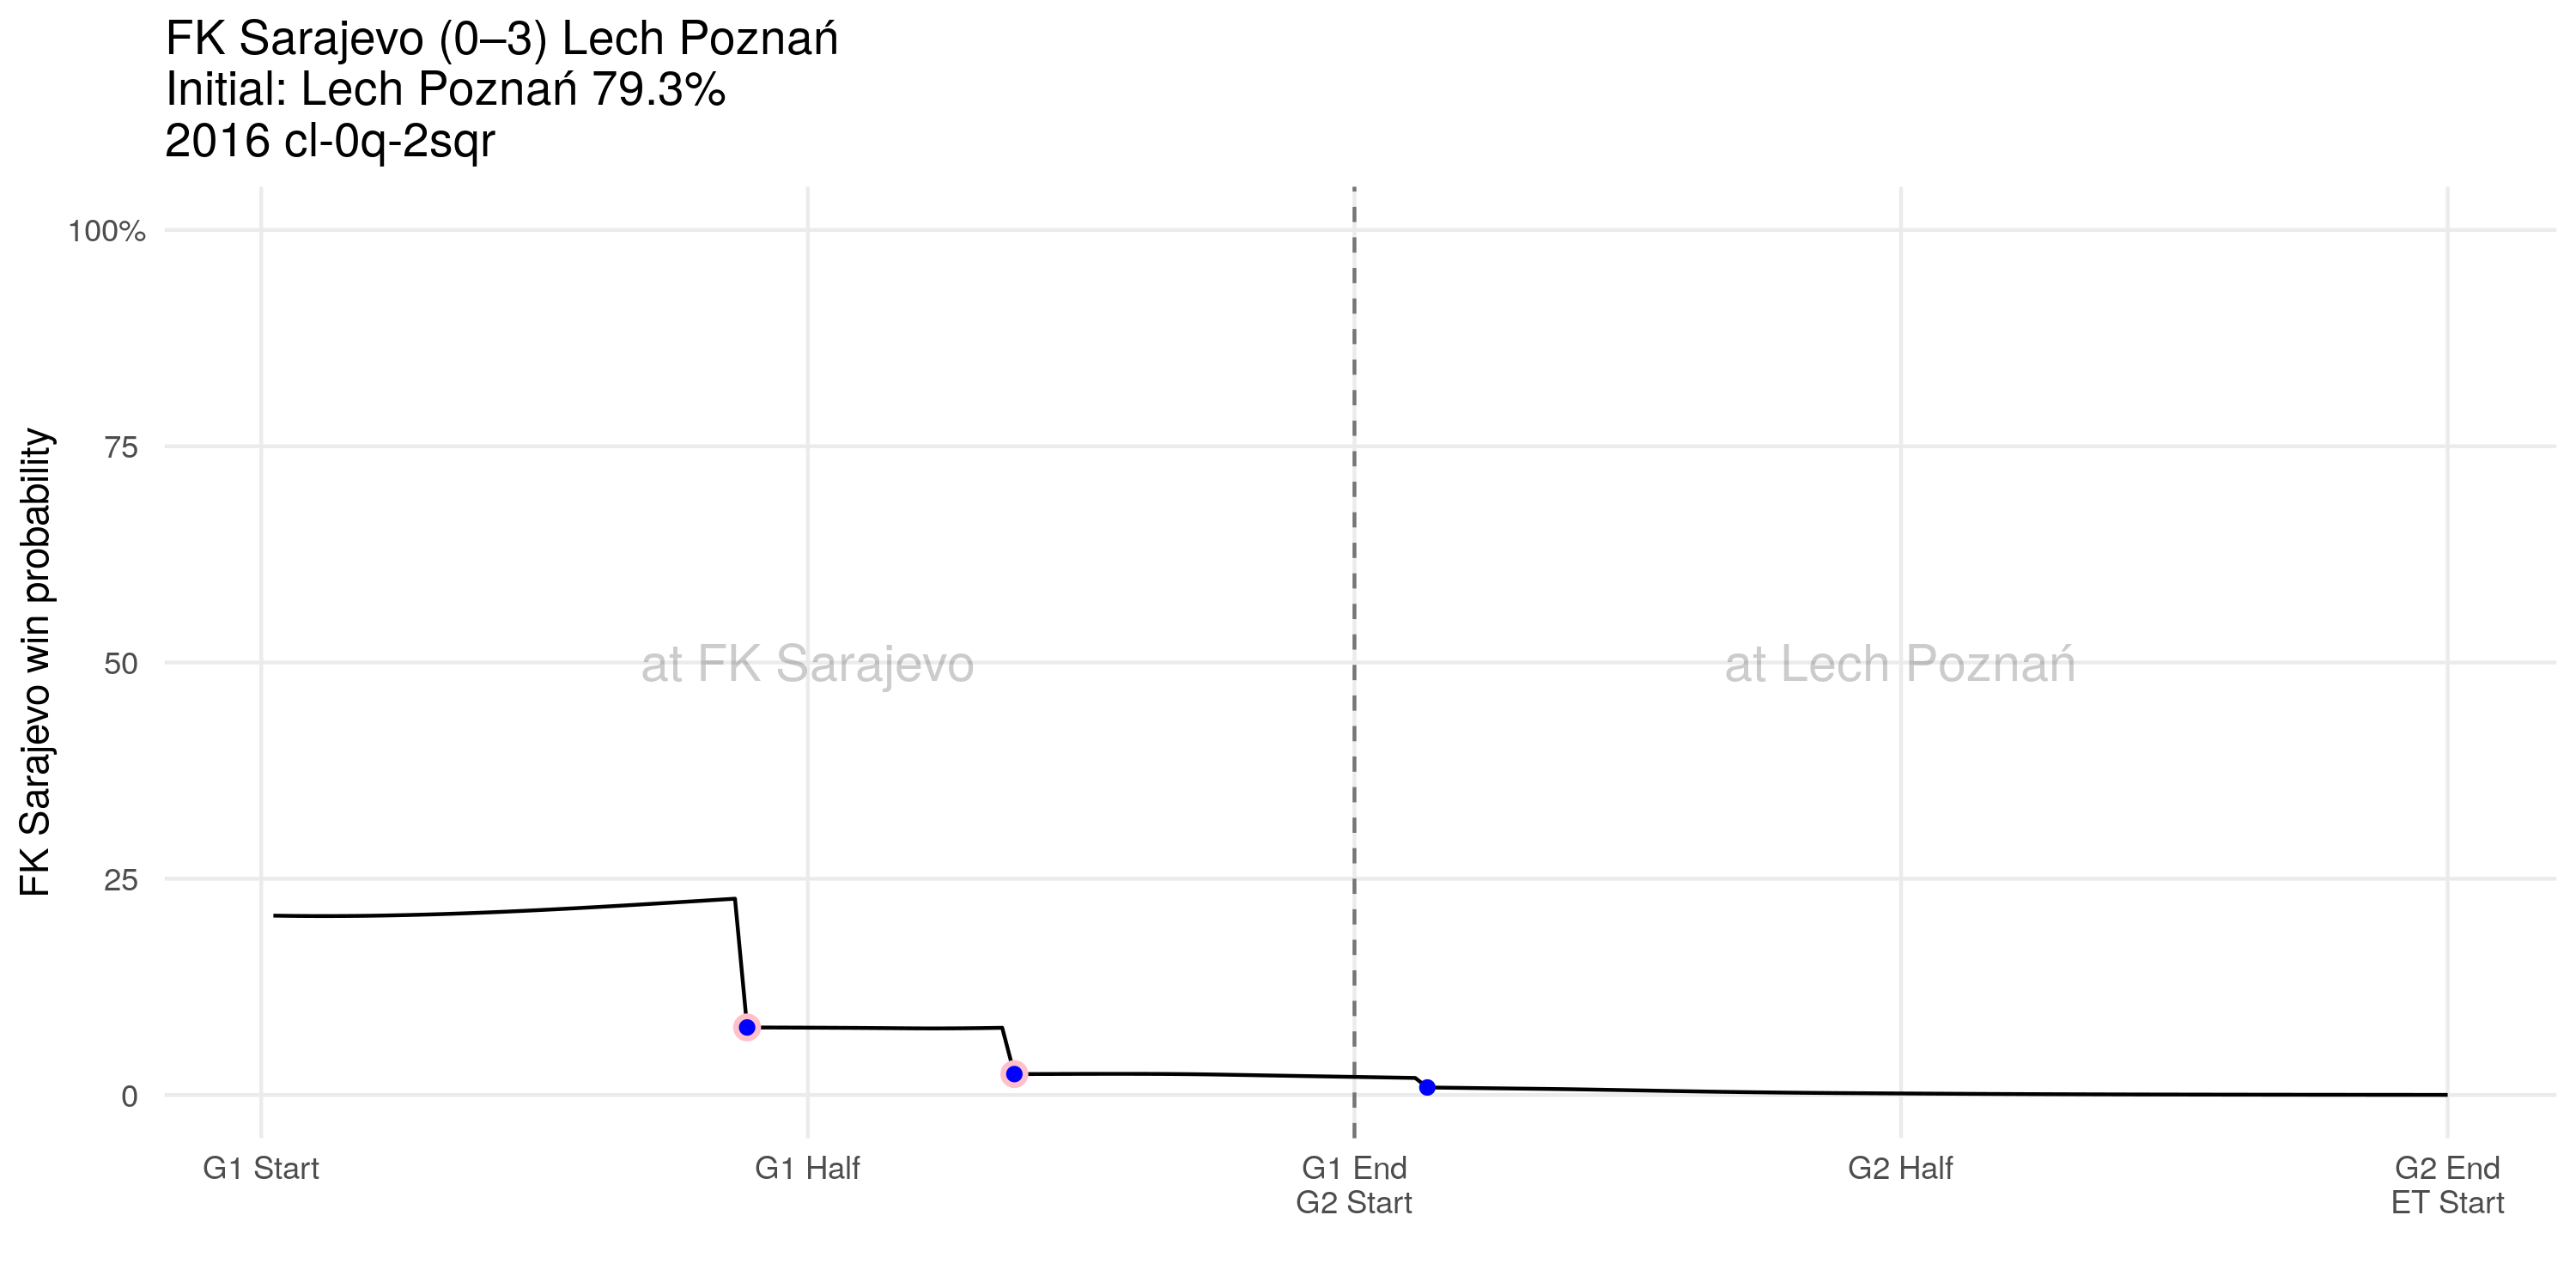 FK Sarajevo (0–3) Lech Poznań
Initial: Lech Poznań 79.3%
2016 cl-0q-2sqr
FK Sarajevo win probability
100%
75
50
25
0
at FK Sarajevo
at Lech Poznań
G1 Start
G1 Half
G1 End
G2 Start
G2 Half
G2 End
ET Start